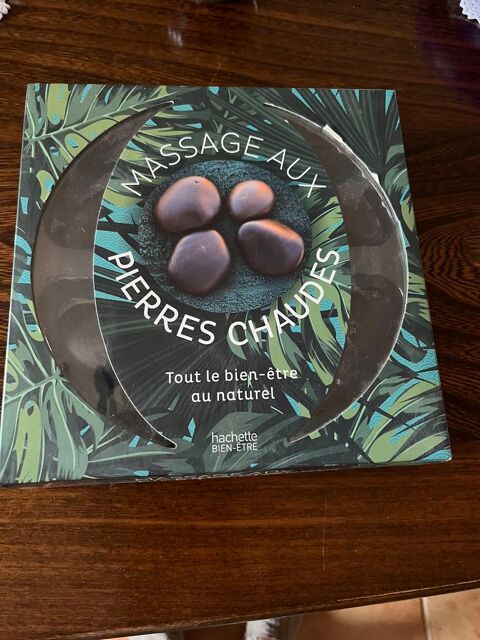 MASSAGE AUX
PIERRES CHAUDES
Tout le bien-être
au naturel
hachette
BIEN-ÊTRE